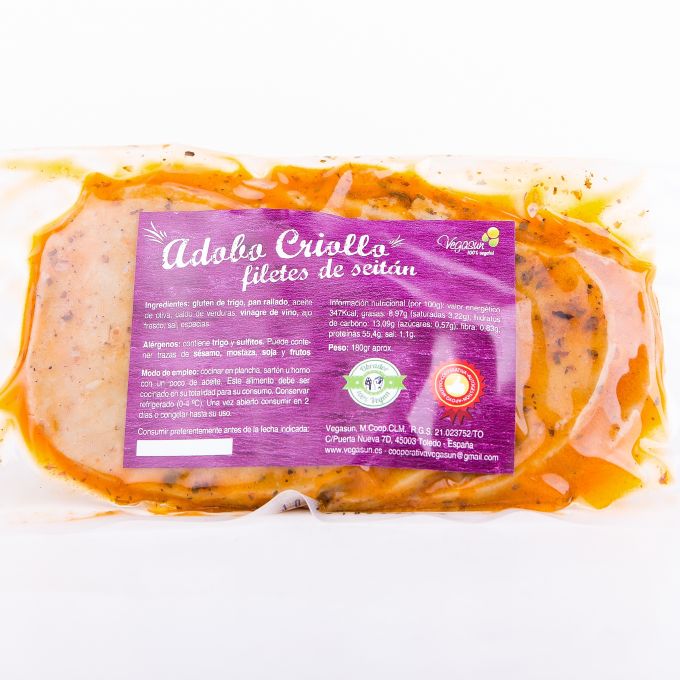 Adobo Criollo
filetes de seitán
Vegasun
100% vegetal
Ingredientes: gluten de trigo, pan rallado, aceite
de oliva, caldo de verduras, vinagre de vino, ajo
fresco, sal, especias.
Alérgenos: contiene trigo y sulfitos. Puede conte-
ner trazas de sésamo, mostaza, soja y frutos
Modo de empleo: cocinar en plancha, sartén u horno
con un poco de aceite. Este alimento debe ser
cocinado en su totalidad para su consumo. Conservar
refrigerado (0-4 ºC). Una vez abierto consumir en 2
días o congelar hasta su uso.
Consumir preferentemente antes de la fecha indicada:
Información nutricional (por 100g): valor energético
347Kcal; grasas: 8,97g (saturadas 3,22g); hidratos
de carbono: 13,09g (azúcares: 0,57g); fibra: 0,83g;
proteínas 55,4g; sal: 1,1g.
Peso: 180gr aprox.
100% Vegan
Vegasun, M.Coop.CLM, R.G.S. 21.023752/TO
C/Puerta Nueva 7D, 45003 Toledo - España
www.vegasun.es - cooperativavegasun@gmail.com